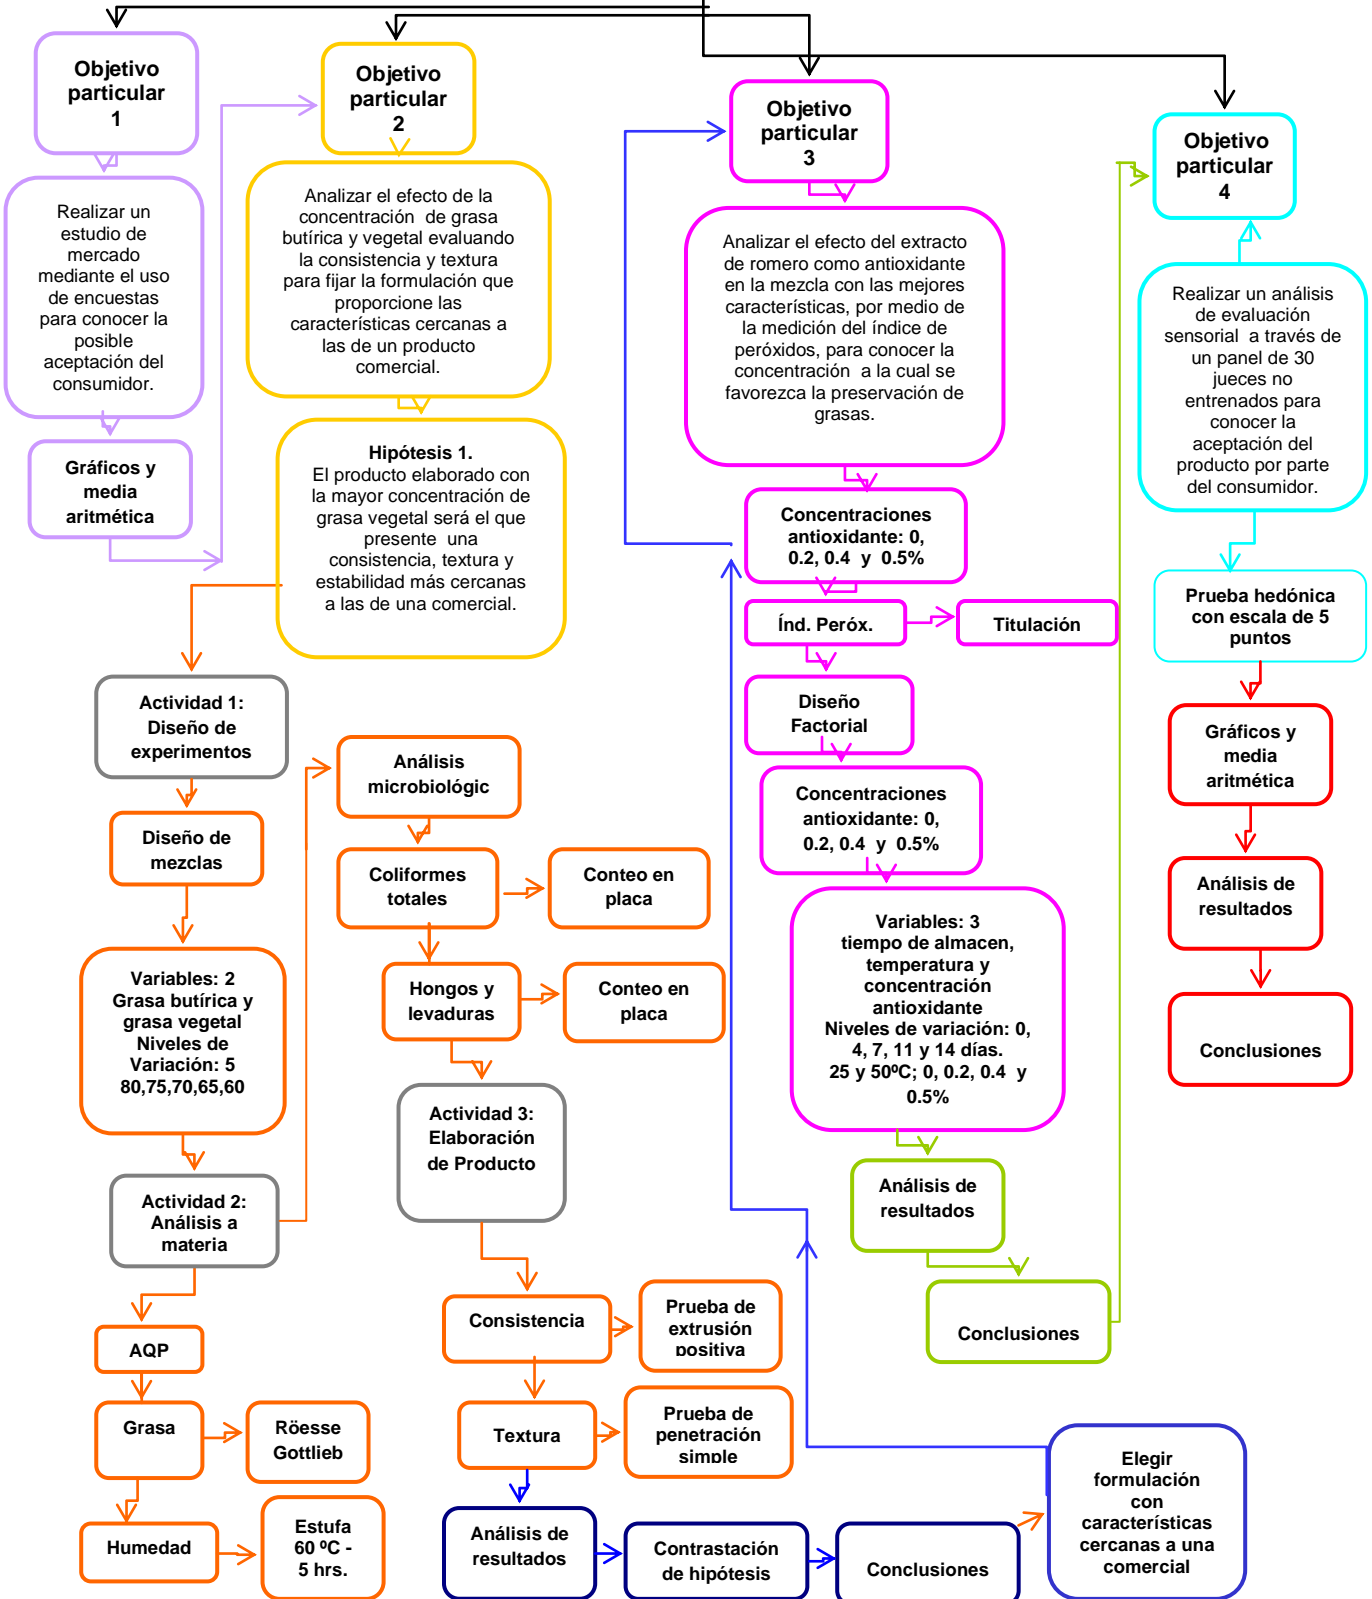 Objetivo
particular
1
Realizar un
estudio de
mercado
mediante el uso
de encuestas
para conocer la
posible
aceptación del
consumidor.
Gráficos y
media
aritmética
Objetivo
particular
2
Analizar el efecto de la
concentración de grasa
butírica y vegetal evaluando
la consistencia y textura
para fijar la formulación que
proporcione las
características cercanas a
las de un producto
comercial.
Hipótesis 1.
El producto elaborado con
la mayor concentración de
grasa vegetal será el que
presente una
consistencia, textura y
estabilidad más cercanas
a las de una comercial.
Actividad 1:
Diseño de
experimentos
Diseño de
mezclas
Variables: 2
Grasa butírica y
grasa vegetal
Niveles de
Variación: 5
80,75,70,65,60
Actividad 2:
Análisis a
materia
AQP
Grasa
Röesse
Gottlieb
Humedad
Estufa
60 ºC -
5 hrs.
Análisis
microbiológic
Coliformes
totales
Conteo en
placa
Hongos y
levaduras
Conteo en
placa
Actividad 3:
Elaboración
de Producto
Consistencia
Prueba de
extrusión
positiva
Textura
Prueba de
penetración
simple
Análisis de
resultados
Contrastación
de hipótesis
Conclusiones
Elegir
formulación
con
características
cercanas a una
comercial
Objetivo
particular
3
Analizar el efecto del extracto
de romero como antioxidante
en la mezcla con las mejores
características, por medio de
la medición del índice de
peróxidos, para conocer la
concentración a la cual se
favorezca la preservación de
grasas.
Concentraciones
antioxidante: 0,
0.2, 0.4 y 0.5%
Índ. Peróx.
Titulación
Diseño
Factorial
Concentraciones
antioxidante: 0,
0.2, 0.4 y 0.5%
Variables: 3
tiempo de almacen,
temperatura y
concentración
antioxidante
Niveles de variación: 0,
4, 7, 11 y 14 días.
25 y 50ºC; 0, 0.2, 0.4 y
0.5%
Análisis de
resultados
Conclusiones
Objetivo
particular
4
Realizar un análisis
de evaluación
sensorial a través de
un panel de 30
jueces no
entrenados para
conocer la
aceptación del
producto por parte
del consumidor.
Prueba hedónica
con escala de 5
puntos
Gráficos y
media
aritmética
Análisis de
resultados
Conclusiones